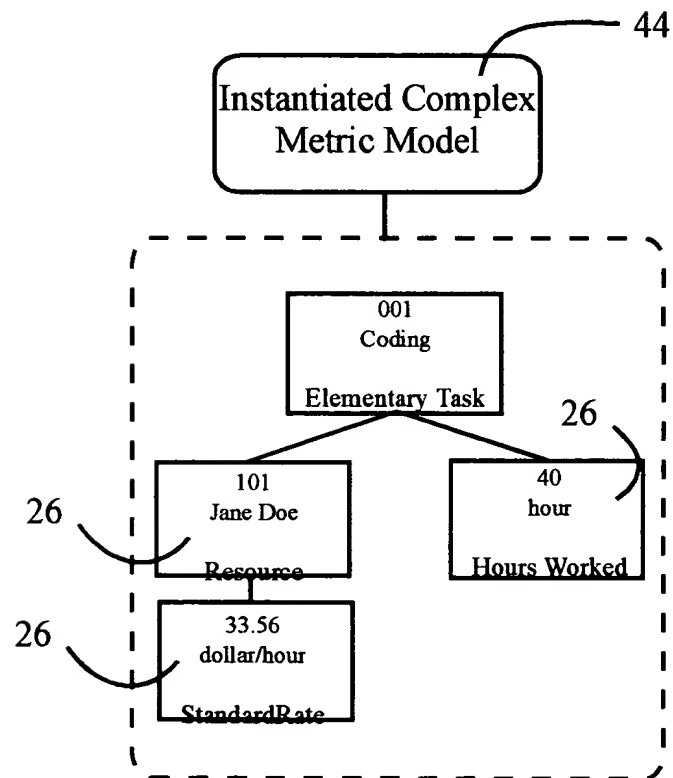 44
Instantiated Complex
Metric Model
001
Coding
Elementary Task
26
101
Jane Doe
Resource
40
hour
Hours Worked
26
33.56
dollar/hour
StandardRate
26